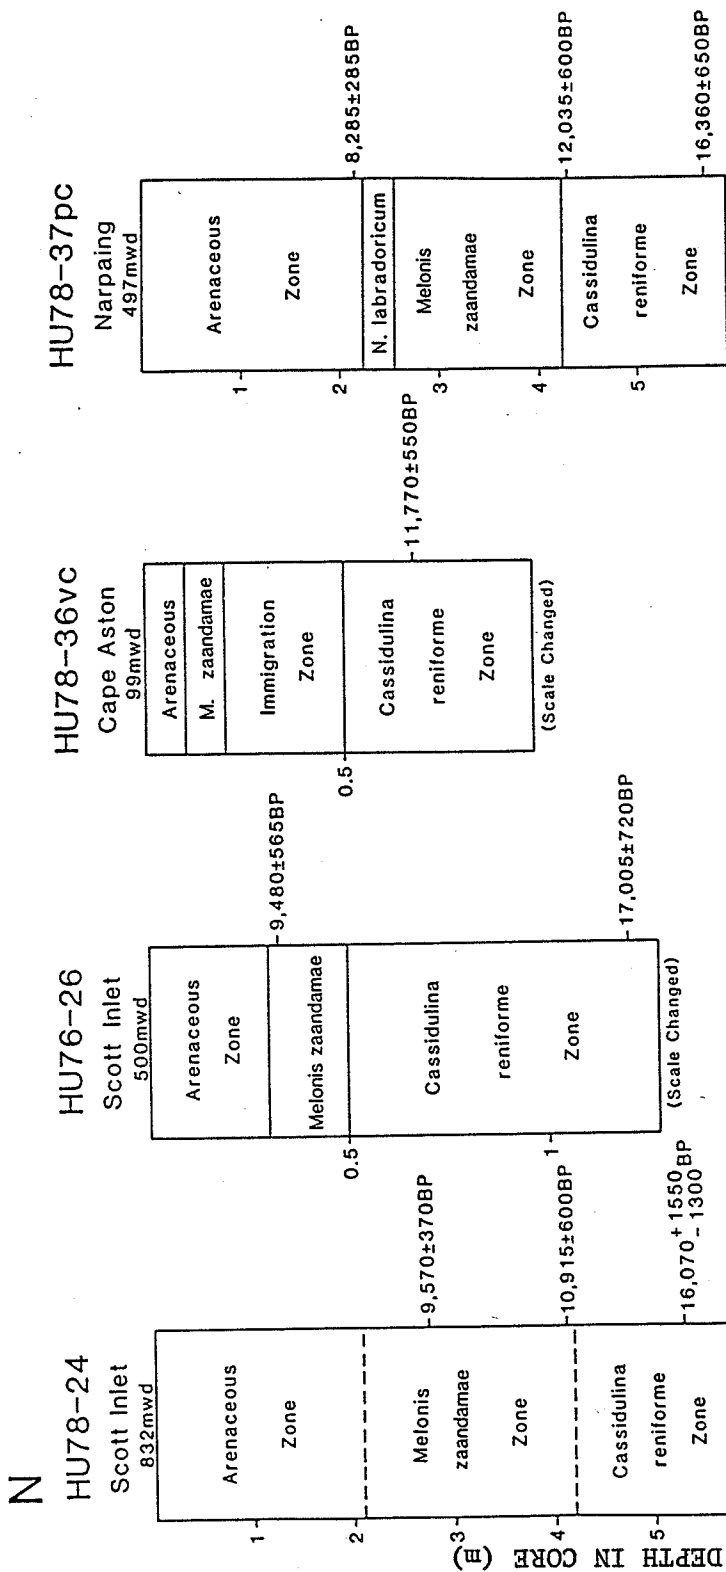 N
HU78-24
Scott Inlet
832mwd
Arenaceous
Zone
Melonis
zaandamae
Zone
Cassidulina
reniforme
Zone
1
2
3
4
5
DEPTH IN CORE (m)
9,570±370BP
10,915±600BP
16,070 +1550 -1300 BP
HU76-26
Scott Inlet
500mwd
Arenaceous
Zone
Melonis zaandamae
Cassidulina
reniforme
Zone
0.5
1
9,480±565BP
17,005±720BP
(Scale Changed)
HU78-36vc
Cape Aston
99mwd
Arenaceous
M. zaandamae
Immigration
Zone
Cassidulina
reniforme
Zone
0.5
11,770±550BP
(Scale Changed)
HU78-37pc
Narpaing
497mwd
Arenaceous
Zone
N. labradoricum
Melonis
zaandamae
Zone
Cassidulina
reniforme
Zone
1
2
3
4
5
8,285±285BP
12,035±600BP
16,360±650BP